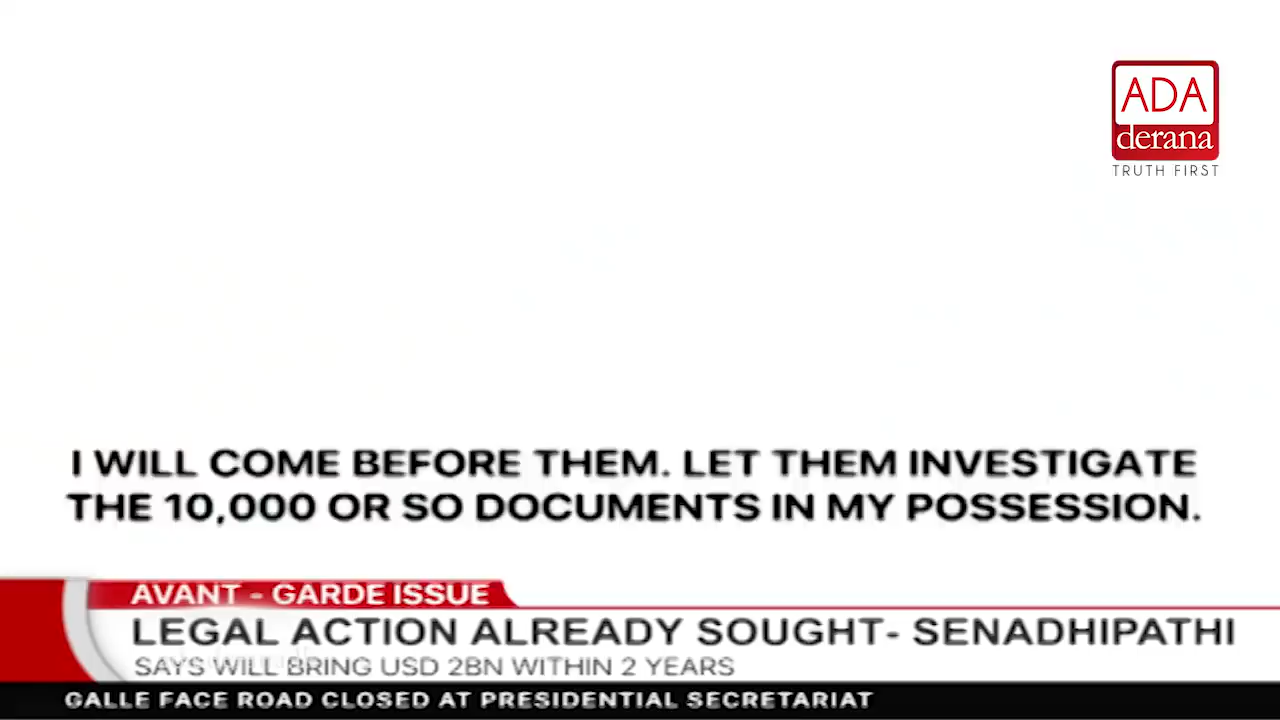 ADA
derana
TRUTH FIRST
I WILL COME BEFORE THEM. LET THEM INVESTIGATE
THE 10,000 OR SO DOCUMENTS IN MY POSSESSION.
AVANT - GARDE ISSUE
LEGAL ACTION ALREADY SOUGHT- SENADHIPATHI
SAYS WILL BRING USD 2BN WITHIN 2 YEARS
GALLE FACE ROAD CLOSED AT PRESIDENTIAL SECRETARIAT